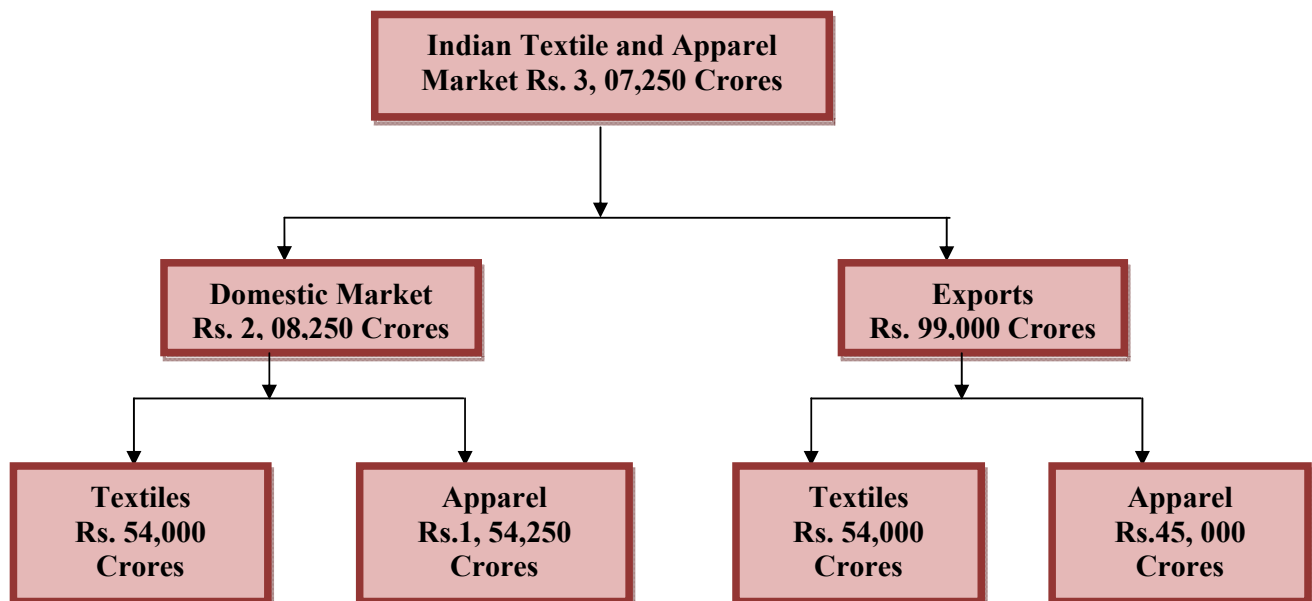 Indian Textile and Apparel
Market Rs. 3, 07,250 Crores
Domestic Market
Rs. 2, 08,250 Crores
Exports
Rs. 99,000 Crores
Textiles
Rs. 54,000
Crores
Apparel
Rs.1, 54,250
Crores
Textiles
Rs. 54,000
Crores
Apparel
Rs.45, 000
Crores